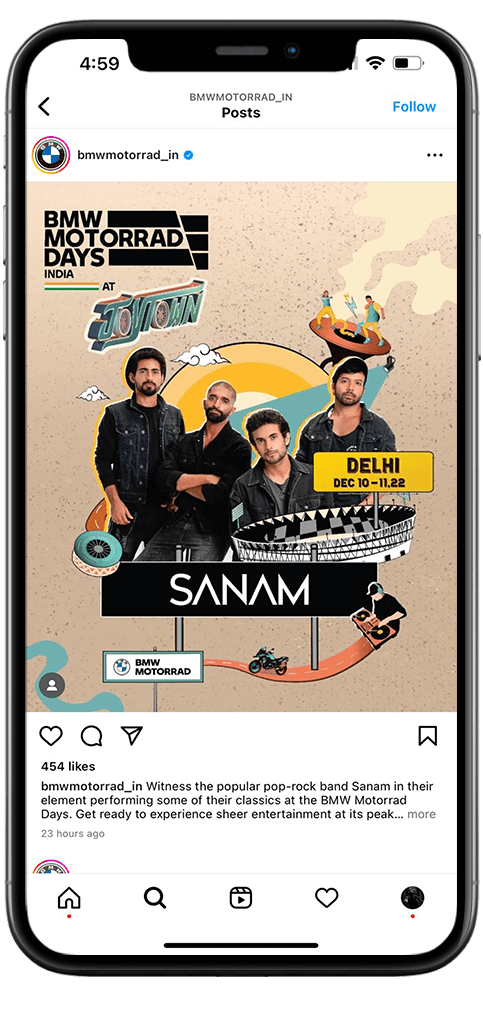 4:59
BMWMOTORRAD_IN
Posts
Follow
bmwmotorrad_in
BMW
MOTORRAD
DAYS
INDIA
AT
JOYTOWN
DELHI
DEC 10-11,22
SANAM
BMW
MOTORRAD
454 likes
bmwmotorrad_in Witness the popular pop-rock band Sanam in their
element performing some of their classics at the BMW Motorrad
Days. Get ready to experience sheer entertainment at its peak... more
23 hours ago